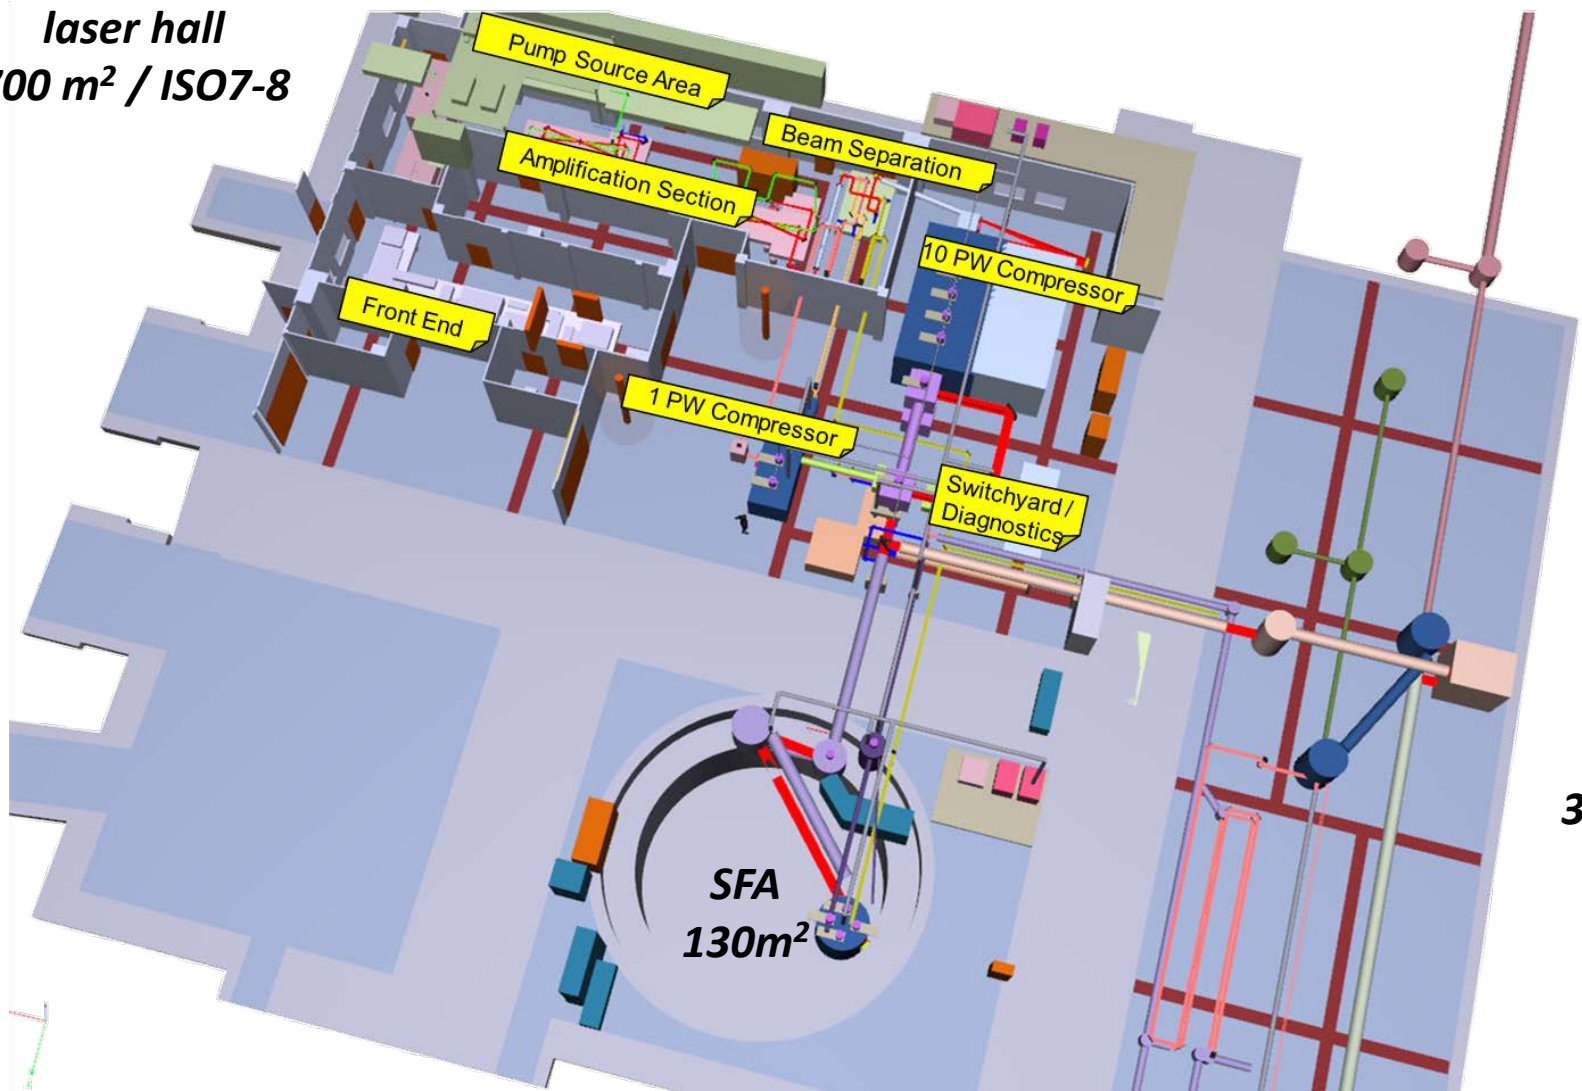 laser hall
00 m² / ISO7-8
Pump Source Area
Beam Separation
Amplification Section
10 PW Compressor
Front End
1 PW Compressor
Switchyard /
Diagnostics
SFA
130m²
3